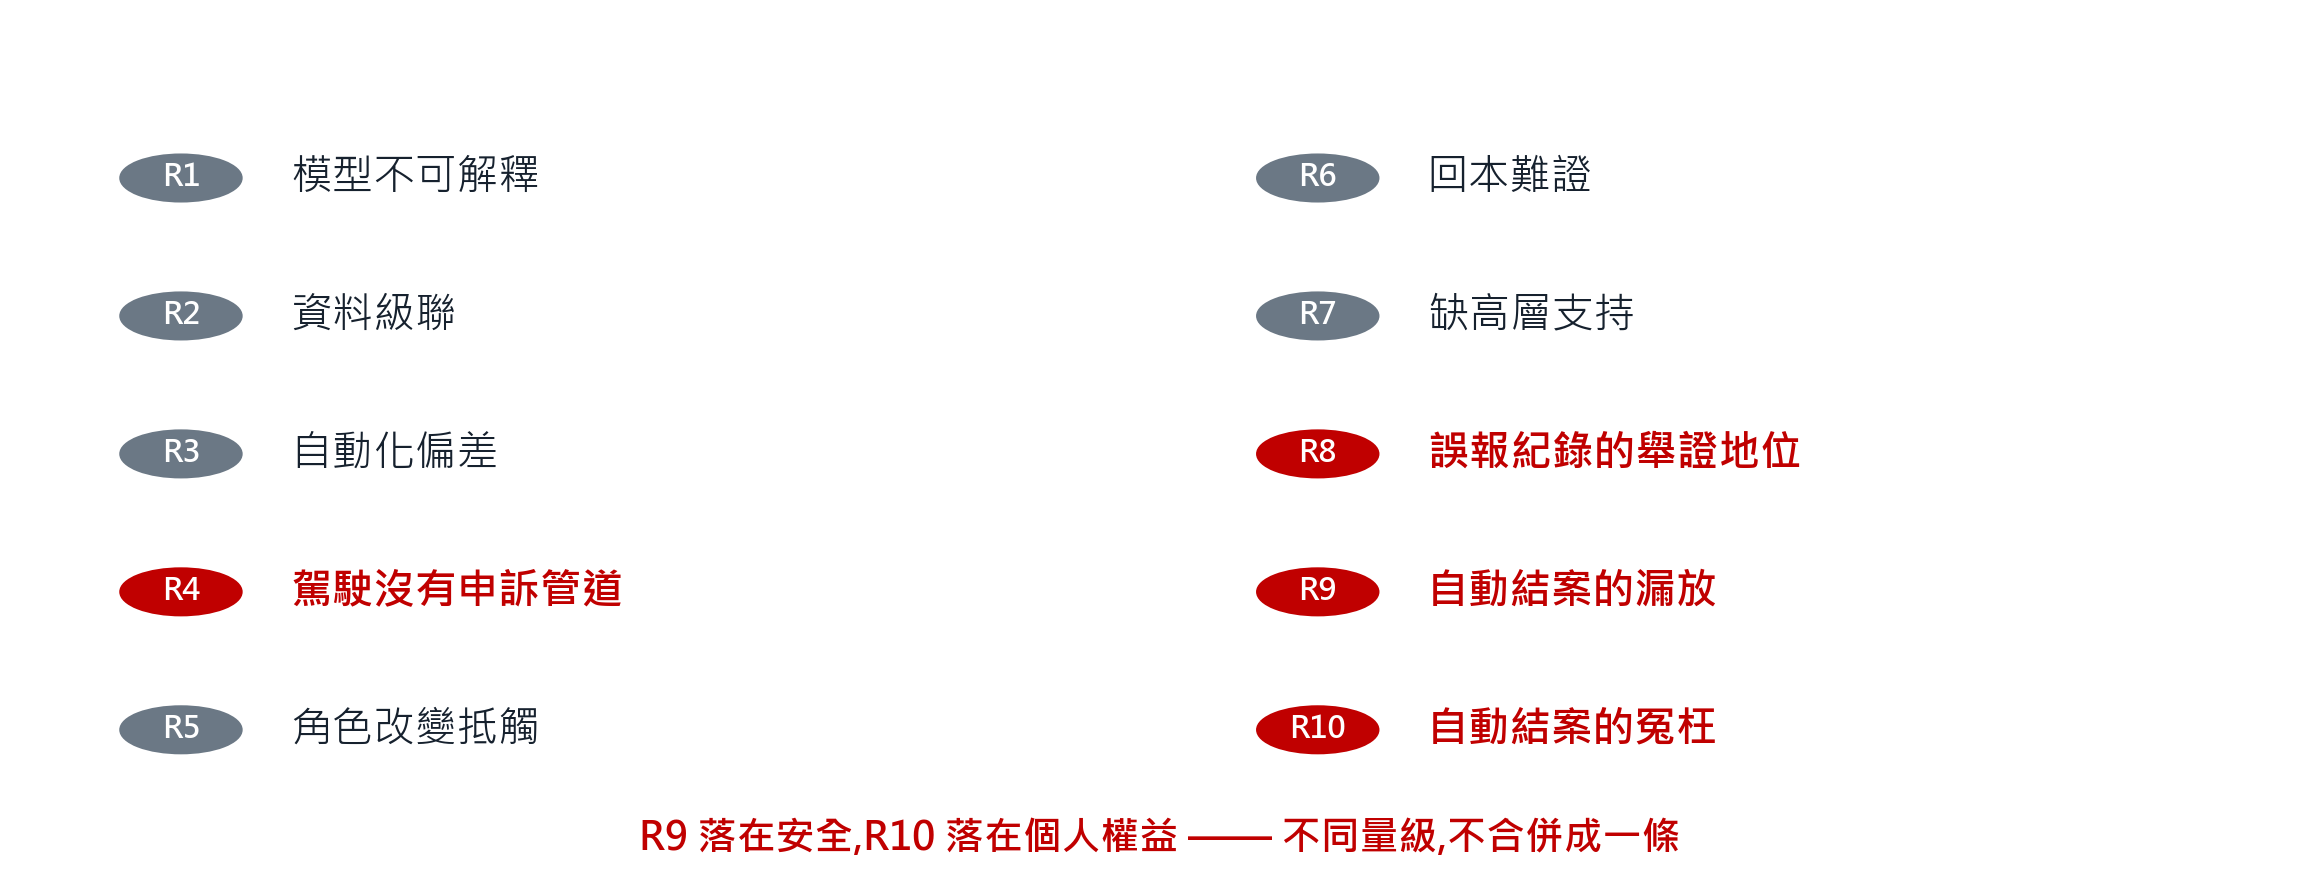 R1 模型不可解釋
R2 資料級聯
R3 自動化偏差
R4 駕駛沒有申訴管道
R5 角色改變抵觸
R6 回本難證
R7 缺高層支持
R8 誤報紀錄的舉證地位
R9 自動結案的漏放
R10 自動結案的冤枉
R9 落在安全,R10 落在個人權益 —— 不同量級,不合併成一條